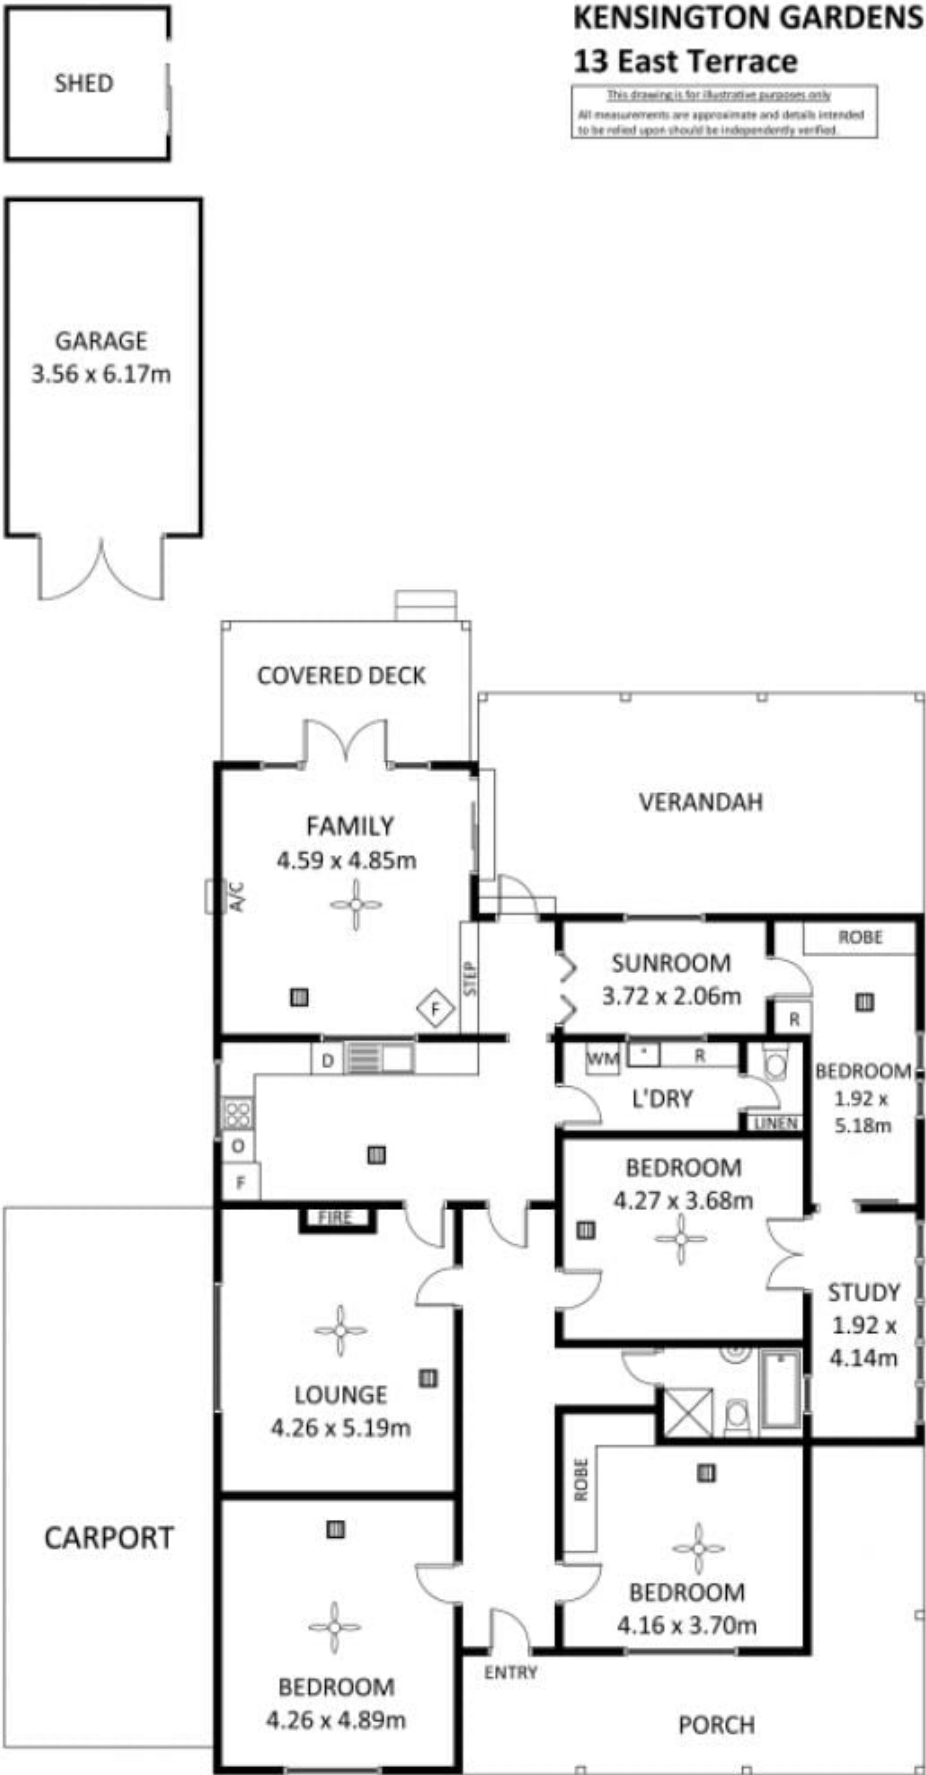 KENSINGTON GARDENS
13 East Terrace
This drawing is for illustrative purposes only
All measurements are approximate and details intended
to be relied upon should be independently verified.
SHED
GARAGE
3.56 x 6.17m
COVERED DECK
VERANDAH
FAMILY
4.59 x 4.85m
A/C
STEP
F
SUNROOM
3.72 x 2.06m
ROBE
R
BEDROOM
1.92 x
5.18m
D
O
F
WM
R
L'DRY
LINEN
BEDROOM
4.27 x 3.68m
FIRE
STUDY
1.92 x
4.14m
LOUNGE
4.26 x 5.19m
CARPORT
ROBE
BEDROOM
4.16 x 3.70m
ENTRY
BEDROOM
4.26 x 4.89m
PORCH